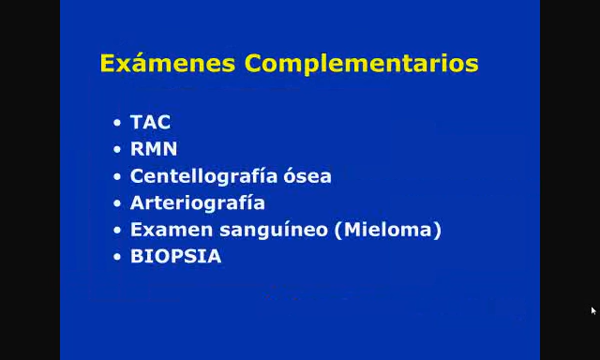 Exámenes Complementarios
• TAC
• RMN
• Centellografía ósea
• Arteriografía
• Examen sanguíneo (Mieloma)
• BIOPSIA